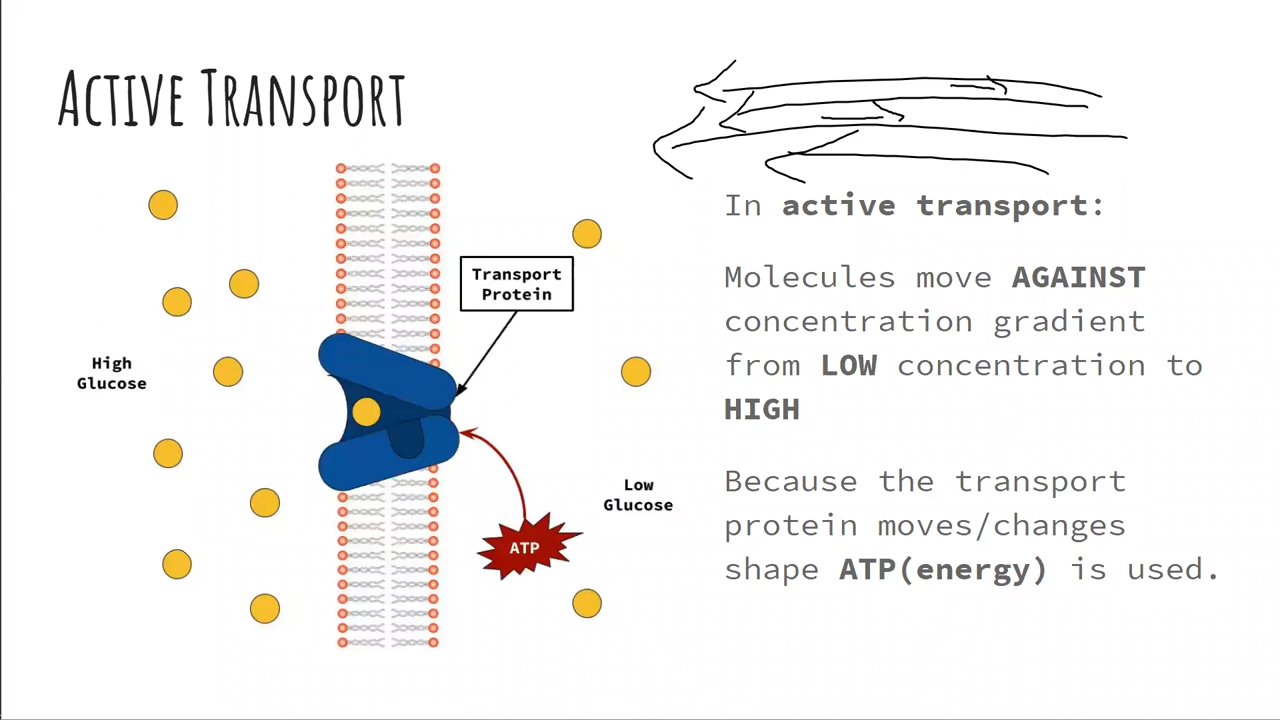 Active Transport
High
Glucose
Transport
Protein
ATP
Low
Glucose
In active transport:
Molecules move AGAINST
concentration gradient
from LOW concentration to
HIGH
Because the transport
protein moves/changes
shape ATP(energy) is used.